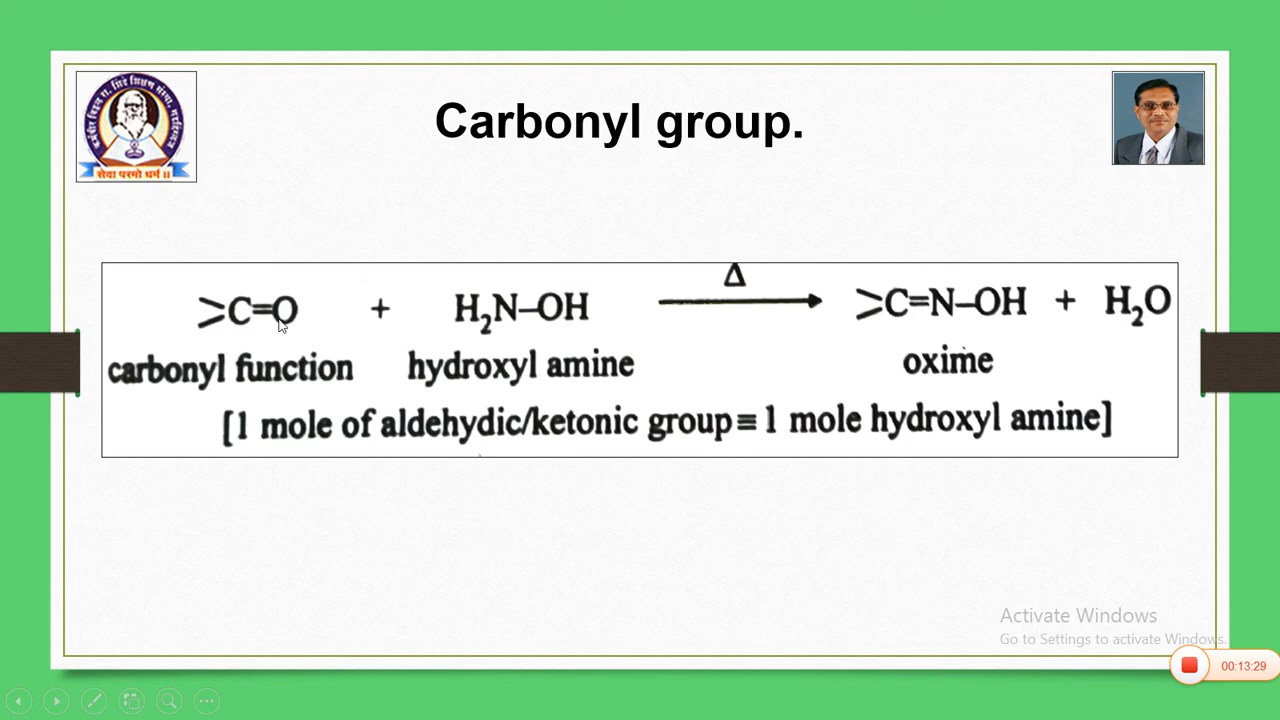 Carbonyl group.
सेवा परमो धर्म ॥
>C=O + H₂N–OH Δ → >C=N–OH + H₂O
carbonyl function hydroxyl amine oxime
[1 mole of aldehydic/ketonic group ≡ 1 mole hydroxyl amine]
Activate Windows
Go to Settings to activate Windows.
00:13:29